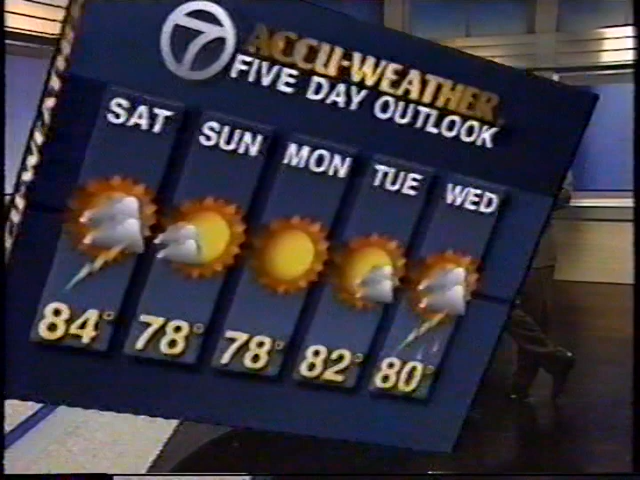 7 ACCU-WEATHER
FIVE DAY OUTLOOK
SAT SUN MON TUE WED
84° 78° 78° 82° 80°